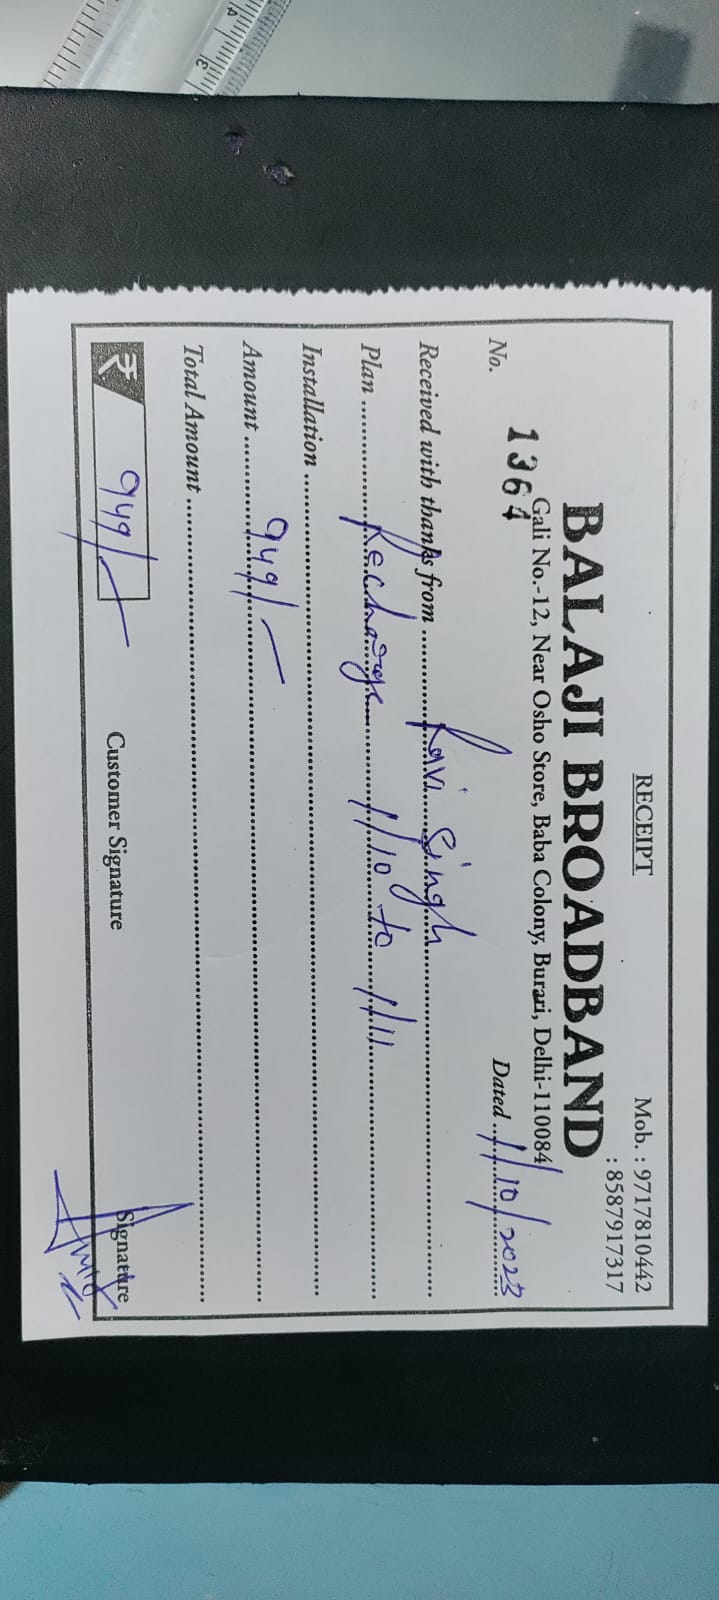 RECEIPT
Mob. : 9717810442
: 8587917317
BALAJI BROADBAND
Gali No.-12, Near Osho Store, Baba Colony, Burari, Delhi-110084
No. 1364 Dated 1/10/2023
Received with thanks from Ravi Singh
Plan Recharge 1/10 to 1/11
Installation
Amount 949/-
Total Amount
₹ 949/-
Customer Signature
Signature
3
4